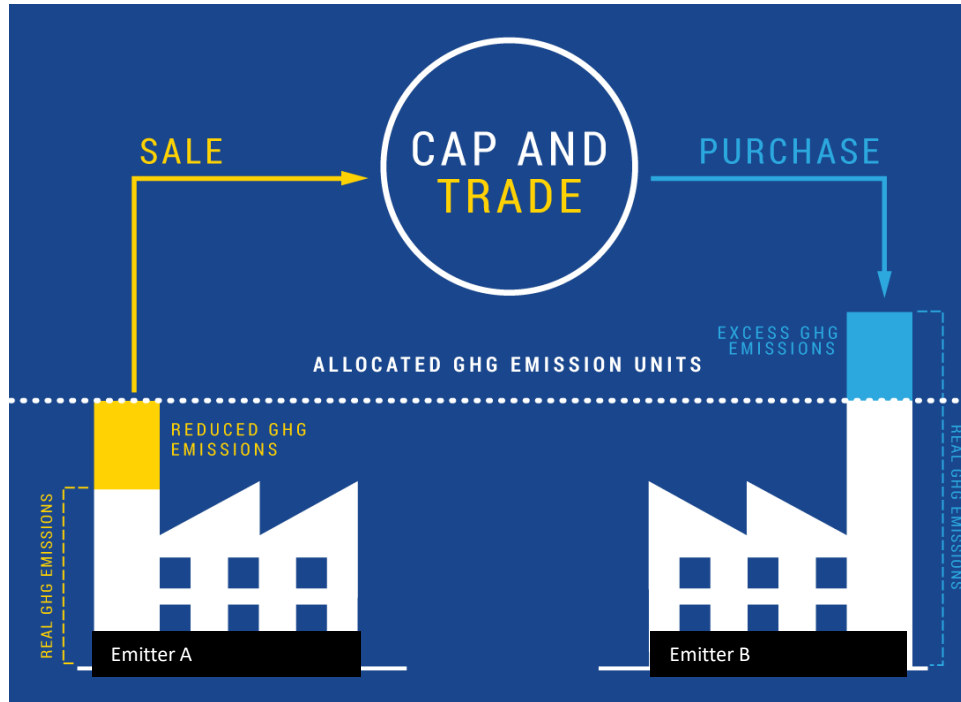 SALE
CAP AND
TRADE
PURCHASE
EXCESS GHG
EMISSIONS
ALLOCATED GHG EMISSION UNITS
REDUCED GHG
EMISSIONS
REAL GHG EMISSIONS
REAL GHG EMISSIONS
Emitter A
Emitter B